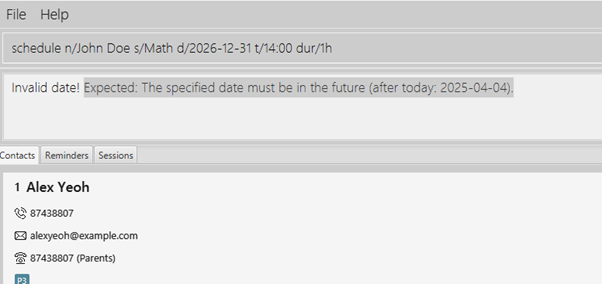 File Help
schedule n/John Doe s/Math d/2026-12-31 t/14:00 dur/1h
Invalid date! Expected: The specified date must be in the future (after today: 2025-04-04).
Contacts Reminders Sessions
1 Alex Yeoh
87438807
alexyeoh@example.com
87438807 (Parents)
P3